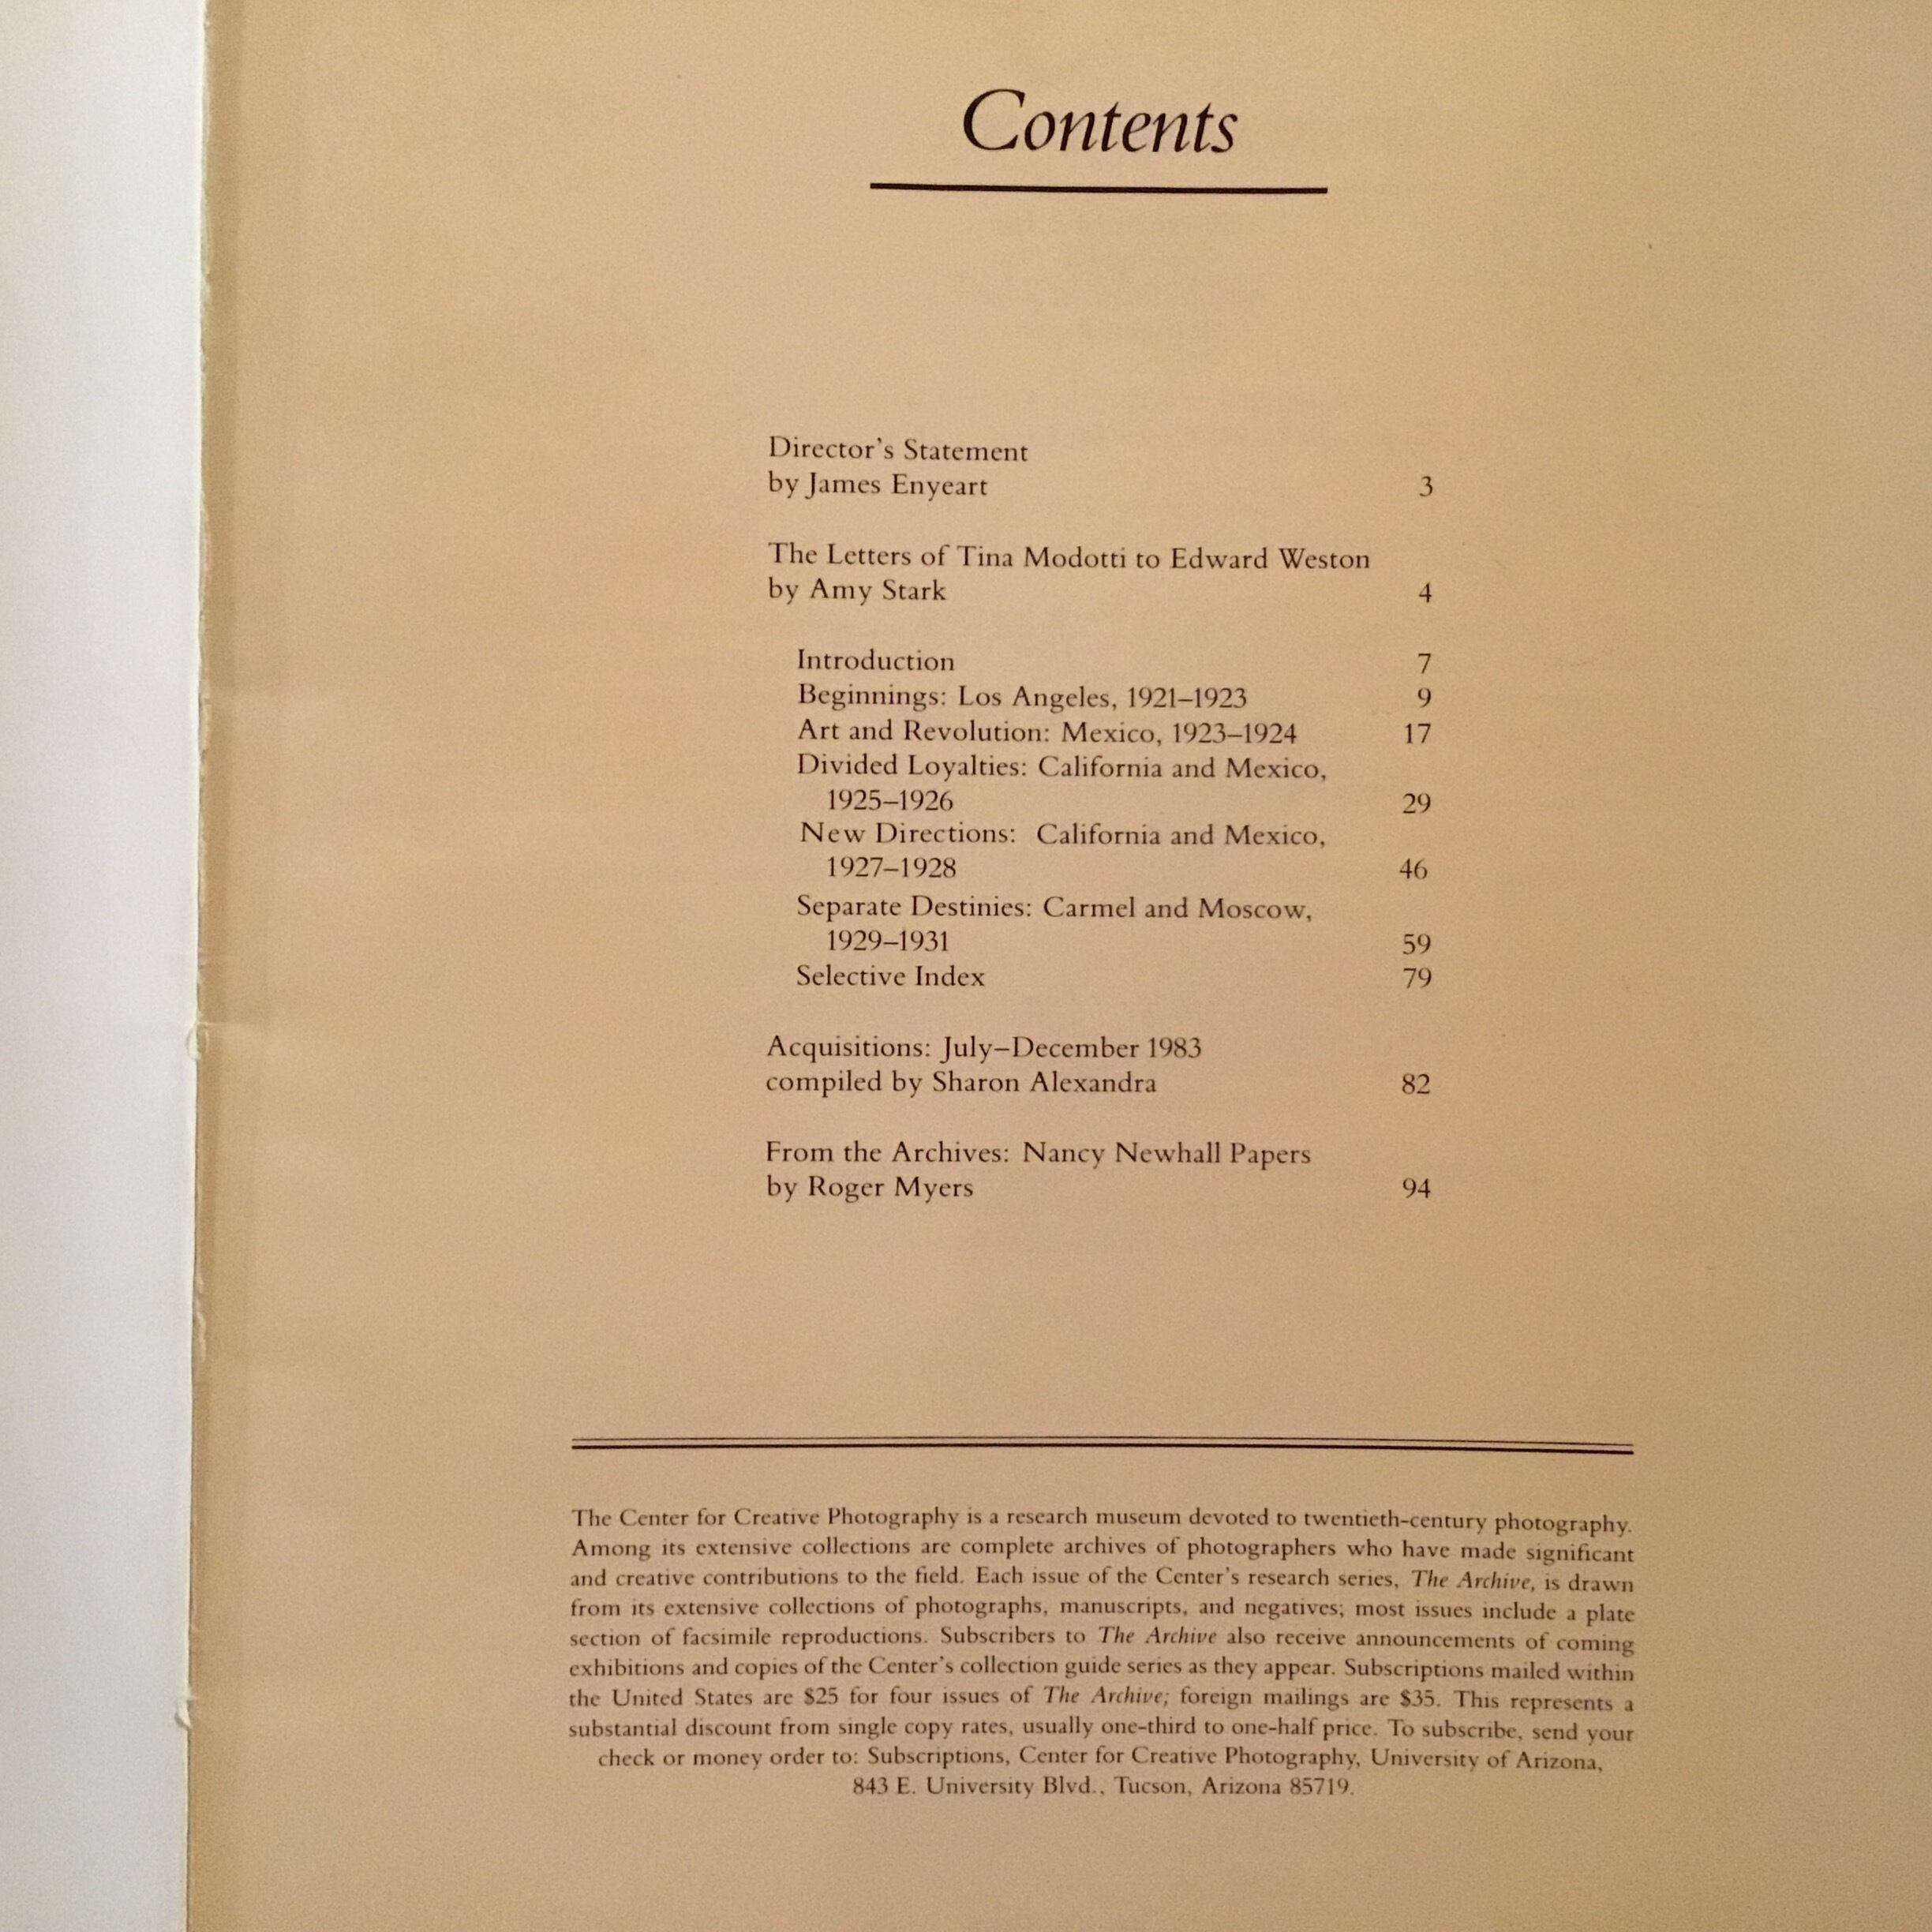 Contents
Director's Statement
by James Enyeart 3
The Letters of Tina Modotti to Edward Weston
by Amy Stark 4
Introduction 7
Beginnings: Los Angeles, 1921–1923 9
Art and Revolution: Mexico, 1923–1924 17
Divided Loyalties: California and Mexico,
1925–1926 29
New Directions: California and Mexico,
1927–1928 46
Separate Destinies: Carmel and Moscow,
1929–1931 59
Selective Index 79
Acquisitions: July–December 1983
compiled by Sharon Alexandra 82
From the Archives: Nancy Newhall Papers
by Roger Myers 94
The Center for Creative Photography is a research museum devoted to twentieth-century photography.
Among its extensive collections are complete archives of photographers who have made significant
and creative contributions to the field. Each issue of the Center's research series, The Archive, is drawn
from its extensive collections of photographs, manuscripts, and negatives; most issues include a plate
section of facsimile reproductions. Subscribers to The Archive also receive announcements of coming
exhibitions and copies of the Center's collection guide series as they appear. Subscriptions mailed within
the United States are $25 for four issues of The Archive; foreign mailings are $35. This represents a
substantial discount from single copy rates, usually one-third to one-half price. To subscribe, send your
check or money order to: Subscriptions, Center for Creative Photography, University of Arizona,
843 E. University Blvd., Tucson, Arizona 85719.